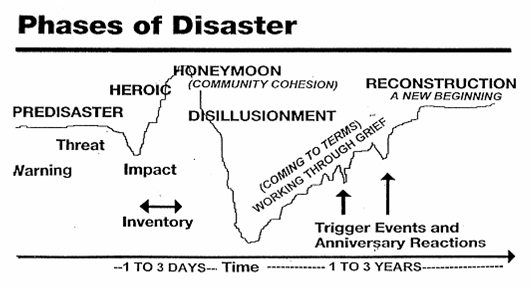 Phases of Disaster
HONEYMOON
(COMMUNITY COHESION)
HEROIC
RECONSTRUCTION
A NEW BEGINNING
PREDISASTER
DISILLUSIONMENT
Threat
Warning
Impact
(COMING TO TERMS)
WORKING THROUGH GRIEF
Inventory
Trigger Events and
Anniversary Reactions
--1 TO 3 DAYS--- Time ---------- 1 TO 3 YEARS--------------